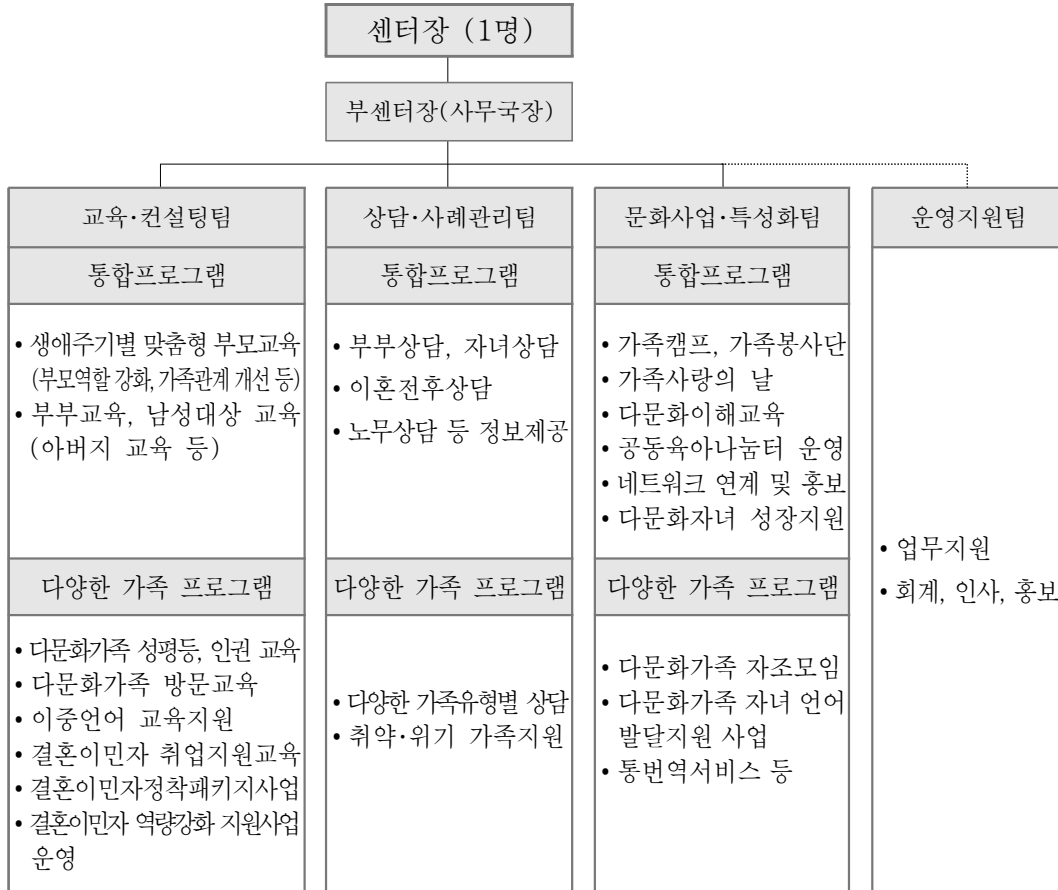 센터장 (1명)
부센터장(사무국장)
교육·컨설팅팀
통합프로그램
• 생애주기별 맞춤형 부모교육
(부모역할 강화, 가족관계 개선 등)
• 부부교육, 남성대상 교육
(아버지 교육 등)
다양한 가족 프로그램
• 다문화가족 성평등, 인권 교육
• 다문화가족 방문교육
• 이중언어 교육지원
• 결혼이민자 취업지원교육
• 결혼이민자정착패키지사업
• 결혼이민자 역량강화 지원사업
운영
상담·사례관리팀
통합프로그램
• 부부상담, 자녀상담
• 이혼전후상담
• 노무상담 등 정보제공
다양한 가족 프로그램
• 다양한 가족유형별 상담
• 취약·위기 가족지원
문화사업·특성화팀
통합프로그램
• 가족캠프, 가족봉사단
• 가족사랑의 날
• 다문화이해교육
• 공동육아나눔터 운영
• 네트워크 연계 및 홍보
• 다문화자녀 성장지원
다양한 가족 프로그램
• 다문화가족 자조모임
• 다문화가족 자녀 언어
발달지원 사업
• 통번역서비스 등
운영지원팀
• 업무지원
• 회계, 인사, 홍보